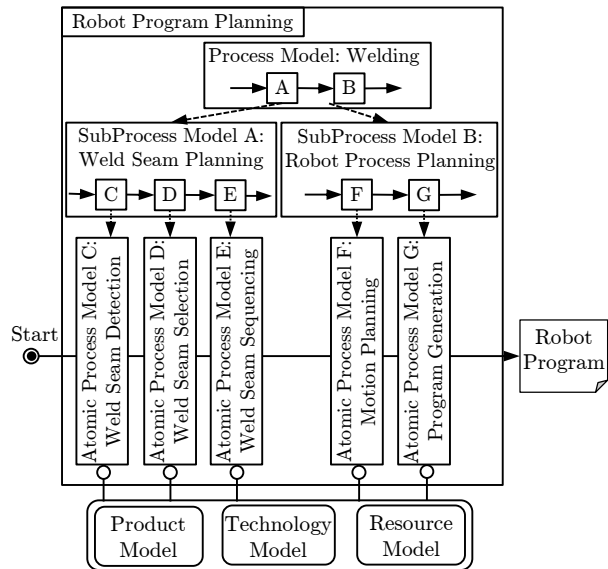 Robot Program Planning
Process Model: Welding
A
B
SubProcess Model A:
Weld Seam Planning
C
D
E
SubProcess Model B:
Robot Process Planning
F
G
Atomic Process Model C:
Weld Seam Detection
Atomic Process Model D:
Weld Seam Selection
Atomic Process Model E:
Weld Seam Sequencing
Atomic Process Model F:
Motion Planning
Atomic Process Model G:
Program Generation
Start
Robot
Program
Product
Model
Technology
Model
Resource
Model